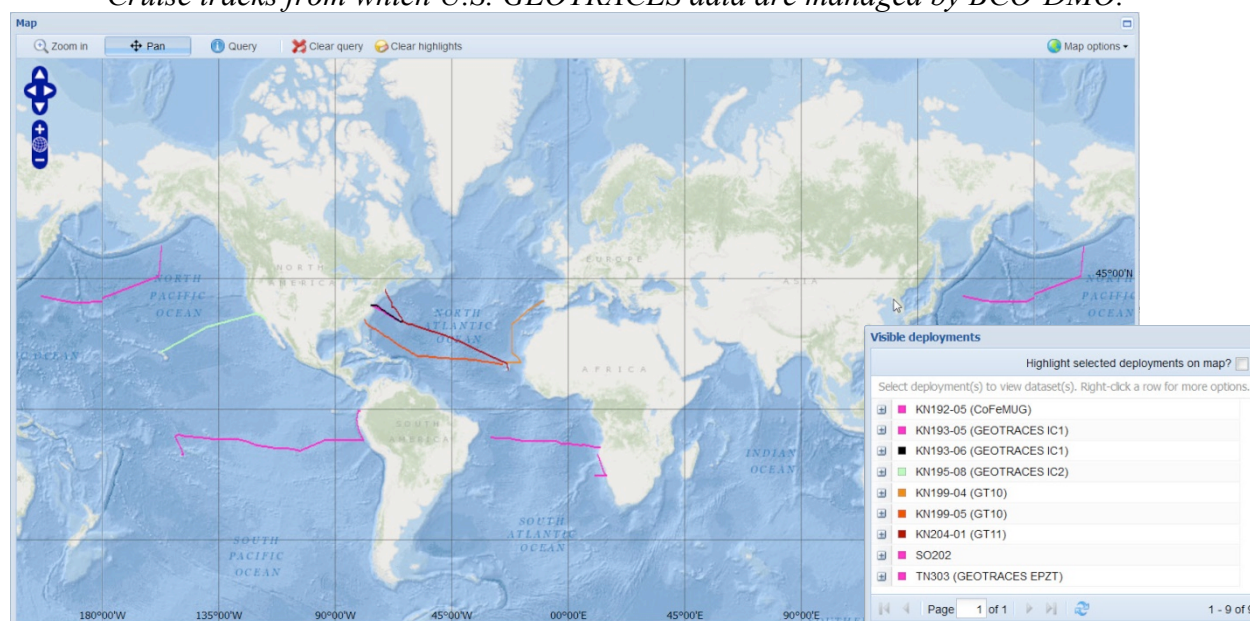 Cruise tracks from which U.S. GEOTRACES data are managed by BCO-DMO.
Map
Zoom in Pan Query Clear query Clear highlights Map options
NORTH AMERICA
EUROPE
ASIA
45°00'N
NORTH PACIFIC OCEAN
PACIFIC OCEAN
NORTH ATLANTIC OCEAN
AFRICA
SOUTH AMERICA
INDIAN OCEAN
SOUTH ATLANTIC OCEAN
SOUTH PACIFIC OCEAN
180°00'W 135°00'W 90°00'W 45°00'W 00°00'E 45°00'E 90°00'E
Visible deployments
Highlight selected deployments on map?
Select deployment(s) to view dataset(s). Right-click a row for more options.
KN192-05 (CoFeMUG)
KN193-05 (GEOTRACES IC1)
KN193-06 (GEOTRACES IC1)
KN195-08 (GEOTRACES IC2)
KN199-04 (GT10)
KN199-05 (GT10)
KN204-01 (GT11)
SO202
TN303 (GEOTRACES EPZT)
Page 1 of 1 1 - 9 of 9